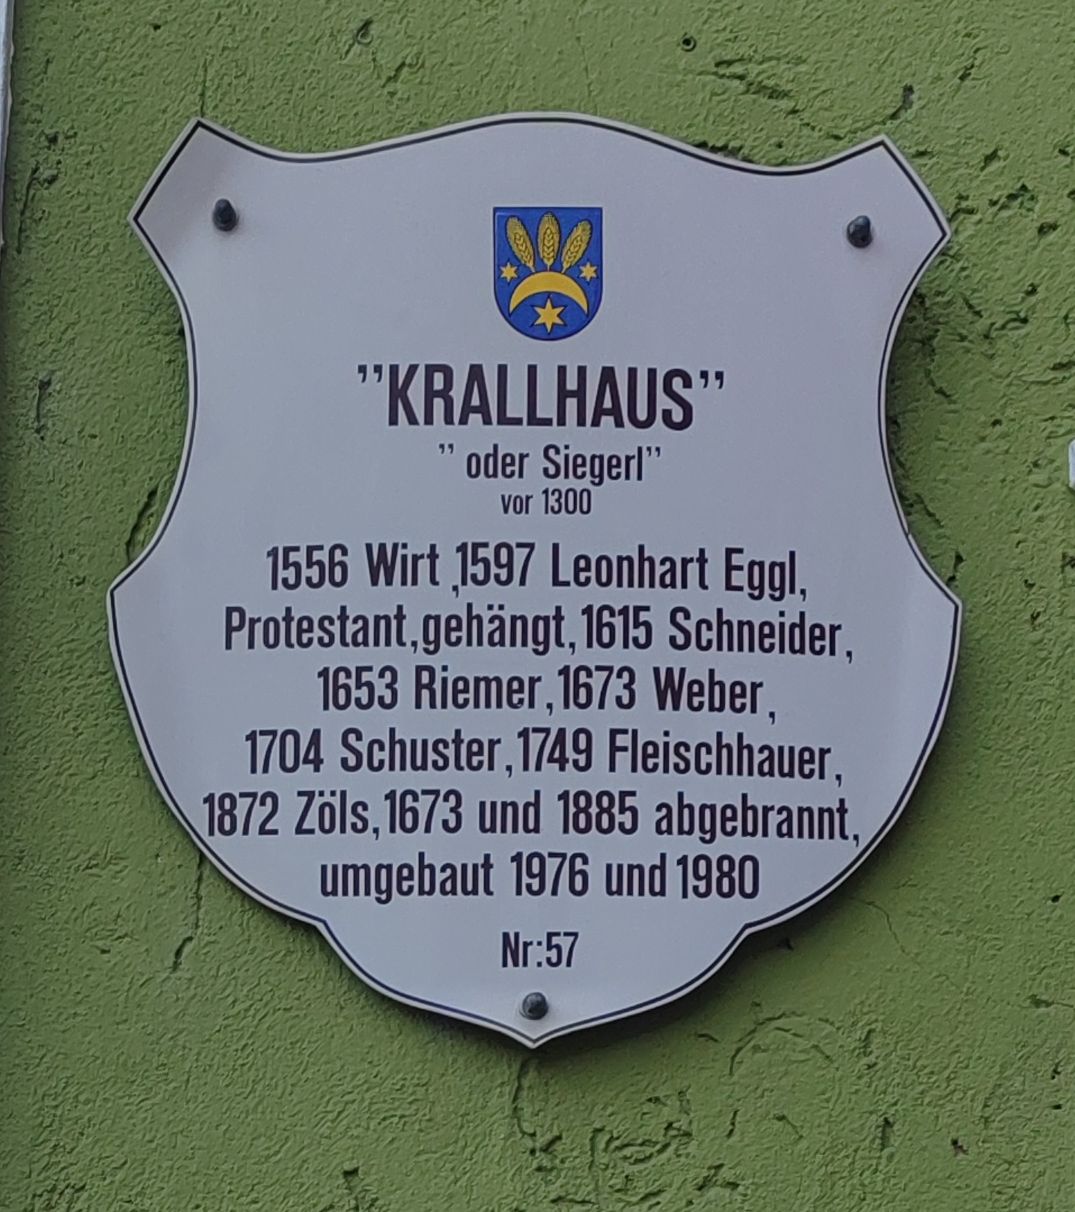 "KRALLHAUS"
" oder Siegerl"
vor 1300
1556 Wirt ,1597 Leonhart Eggl,
Protestant,gehängt,1615 Schneider,
1653 Riemer,1673 Weber,
1704 Schuster,1749 Fleischhauer,
1872 Zöls,1673 und 1885 abgebrannt,
umgebaut 1976 und 1980
Nr:57